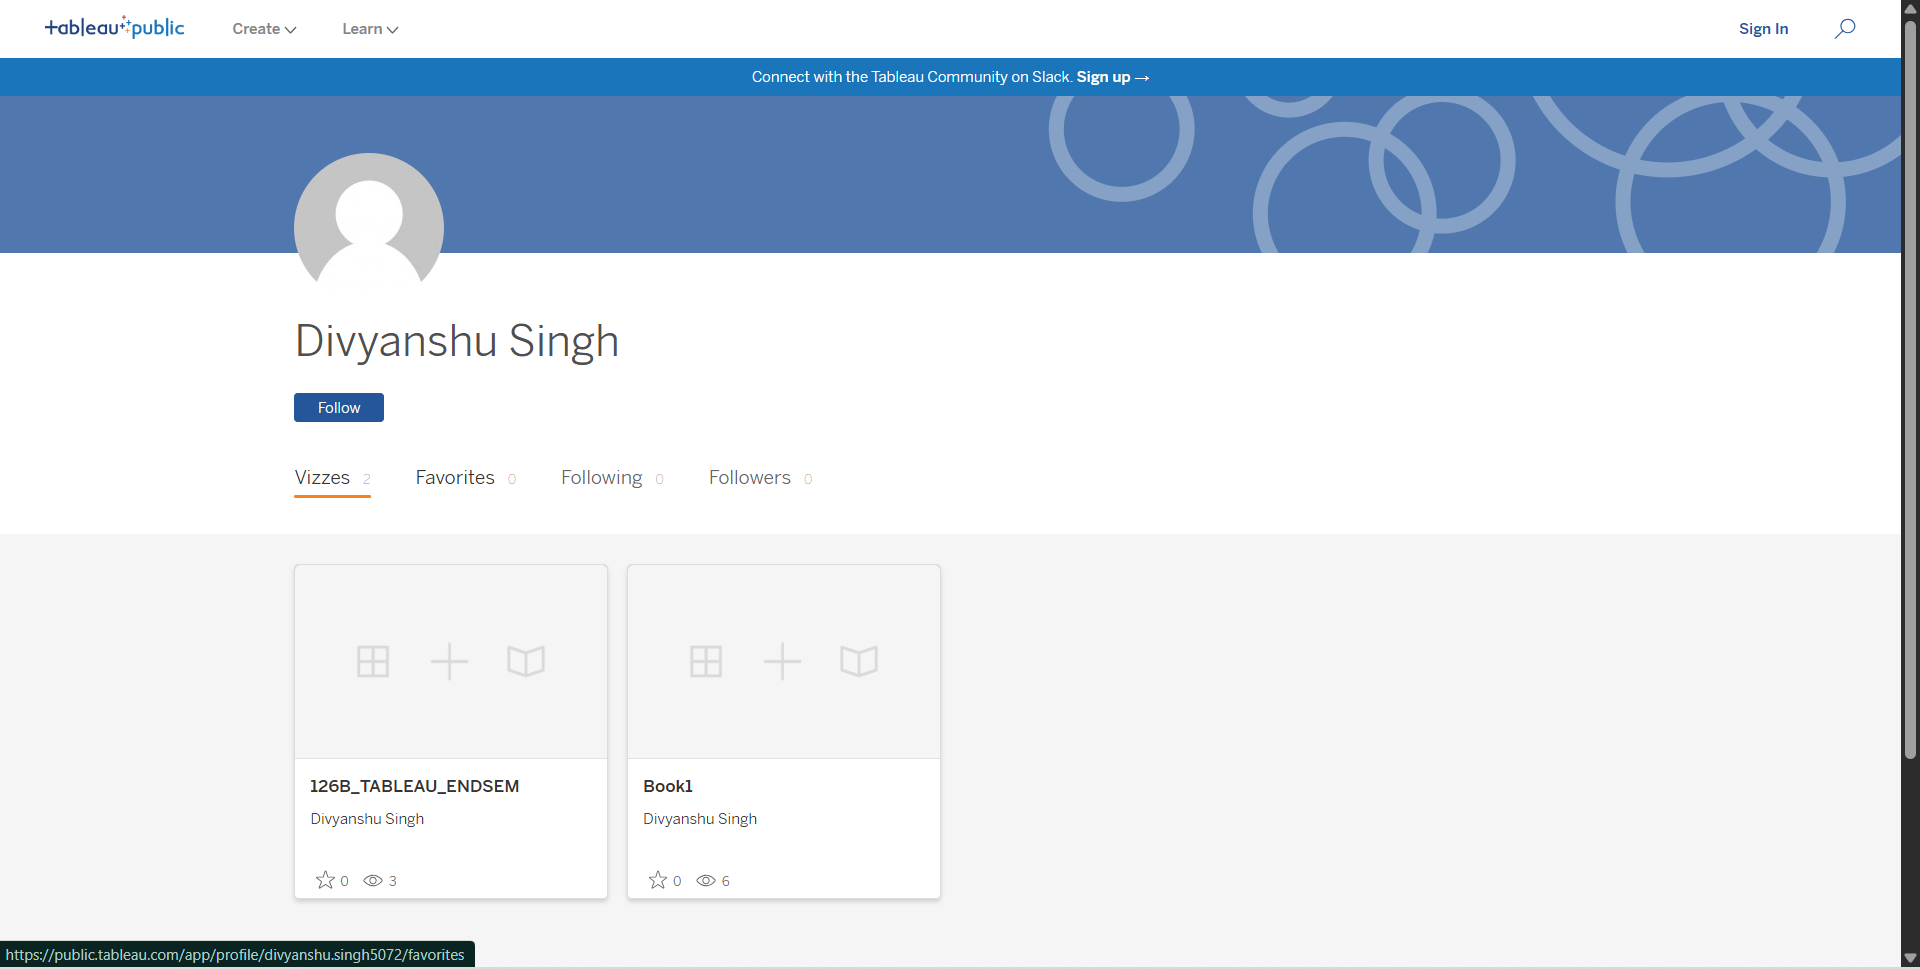 tableau public Create Learn Sign In
Connect with the Tableau Community on Slack. Sign up →
Divyanshu Singh
Follow
Vizzes 2 Favorites 0 Following 0 Followers 0
126B_TABLEAU_ENDSEM
Divyanshu Singh
0 3
Book1
Divyanshu Singh
0 6
https://public.tableau.com/app/profile/divyanshu.singh5072/favorites